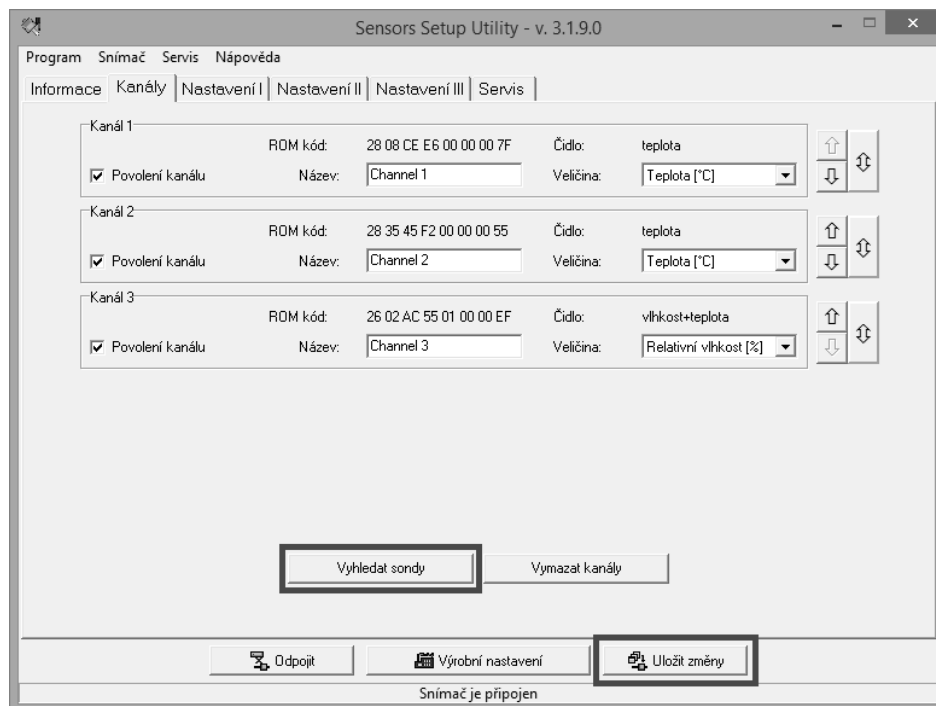 Sensors Setup Utility - v. 3.1.9.0
Program Snímač Servis Nápověda
Informace Kanály Nastavení I Nastavení II Nastavení III Servis
Kanál 1
ROM kód: 28 08 CE E6 00 00 00 7F Čidlo: teplota
Povolení kanálu Název: Channel 1 Veličina: Teplota [°C]
Kanál 2
ROM kód: 28 35 45 F2 00 00 00 55 Čidlo: teplota
Povolení kanálu Název: Channel 2 Veličina: Teplota [°C]
Kanál 3
ROM kód: 26 02 AC 55 01 00 00 EF Čidlo: vlhkost+teplota
Povolení kanálu Název: Channel 3 Veličina: Relativní vlhkost [%]
Vyhledat sondy Vymazat kanály
Odpojit Výrobní nastavení Uložit změny
Snímač je připojen